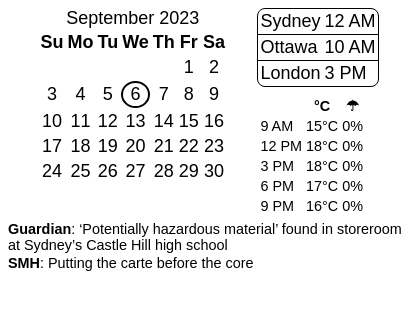 September 2023
Su Mo Tu We Th Fr Sa
1 2
3 4 5 6 7 8 9
10 11 12 13 14 15 16
17 18 19 20 21 22 23
24 25 26 27 28 29 30
Sydney 12 AM
Ottawa 10 AM
London 3 PM
°C ☂
9 AM 15°C 0%
12 PM 18°C 0%
3 PM 18°C 0%
6 PM 17°C 0%
9 PM 16°C 0%
Guardian: ‘Potentially hazardous material’ found in storeroom
at Sydney’s Castle Hill high school
SMH: Putting the carte before the core